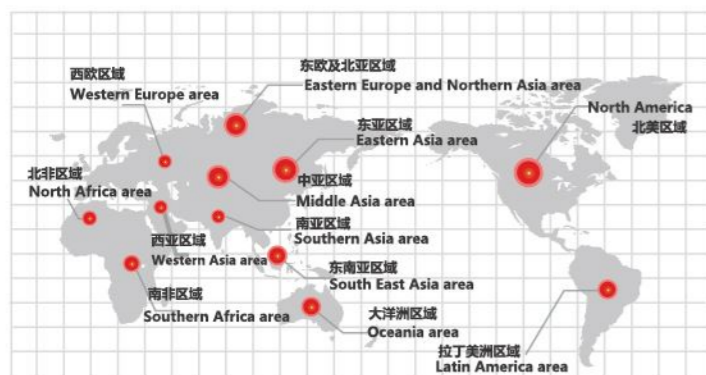 西欧区域
Western Europe area
东欧及北亚区域
Eastern Europe and Northern Asia area
North America
北美区域
东亚区域
Eastern Asia area
北非区域
North Africa area
中亚区域
Middle Asia area
南亚区域
Southern Asia area
西亚区域
Western Asia area
东南亚区域
South East Asia area
南非区域
Southern Africa area
大洋洲区域
Oceania area
拉丁美洲区域
Latin America area